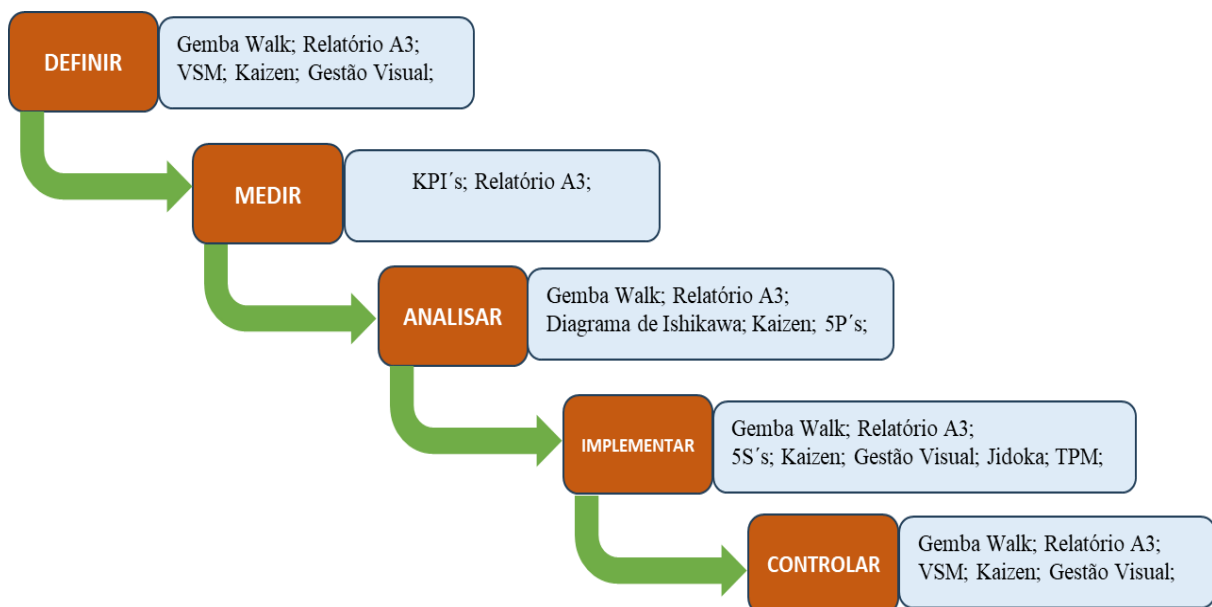 DEFINIR
Gemba Walk; Relatório A3;
VSM; Kaizen; Gestão Visual;
MEDIR
KPI´s; Relatório A3;
ANALISAR
Gemba Walk; Relatório A3;
Diagrama de Ishikawa; Kaizen; 5P´s;
IMPLEMENTAR
Gemba Walk; Relatório A3;
5S´s; Kaizen; Gestão Visual; Jidoka; TPM;
CONTROLAR
Gemba Walk; Relatório A3;
VSM; Kaizen; Gestão Visual;